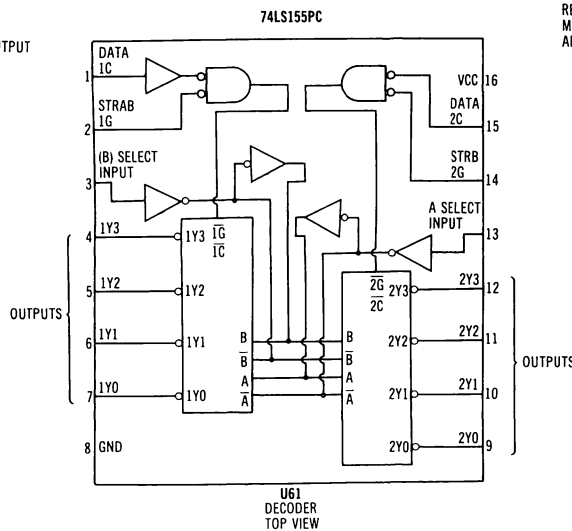 74LS155PC
RE
M
A
TPUT
DATA
1C
1
STRAB
1G
2
(B) SELECT
INPUT
3
VCC 16
DATA
2C
15
STRB
2G
14
A SELECT
INPUT
13
4 1Y3 1Y3
1G
1C
5 1Y2 1Y2
6 1Y1 1Y1
7 1Y0 1Y0
OUTPUTS
8 GND
B
B
A
A
2G
2C
2Y3 2Y3 12
2Y2 2Y2 11
2Y1 2Y1 10
2Y0 2Y0 9
B
B
A
A
OUTPUTS
U61
DECODER
TOP VIEW